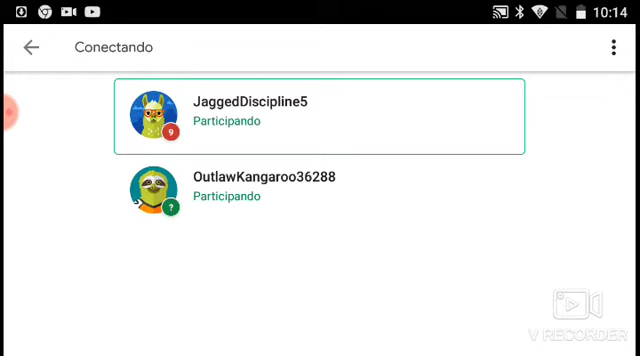 10:14
Conectando
JaggedDiscipline5
Participando
9
OutlawKangaroo36288
Participando
?
V RECORDER